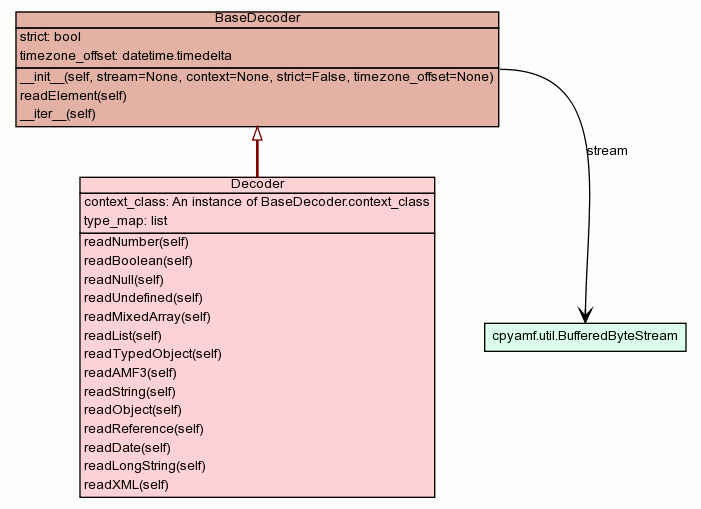 BaseDecoder
strict: bool
timezone_offset: datetime.timedelta
__init__(self, stream=None, context=None, strict=False, timezone_offset=None)
readElement(self)
__iter__(self)
stream
Decoder
context_class: An instance of BaseDecoder.context_class
type_map: list
readNumber(self)
readBoolean(self)
readNull(self)
readUndefined(self)
readMixedArray(self)
readList(self)
readTypedObject(self)
readAMF3(self)
readString(self)
readObject(self)
readReference(self)
readDate(self)
readLongString(self)
readXML(self)
cpyamf.util.BufferedByteStream